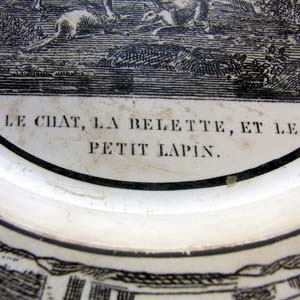 LE CHAT, LA BELETTE, ET LE
PETIT LAPIN.